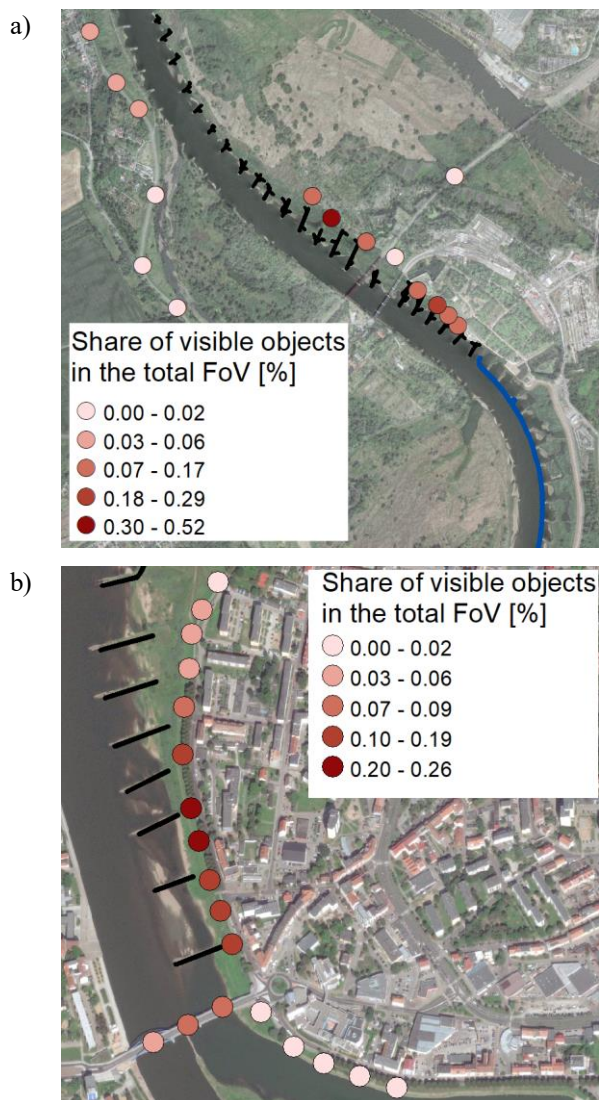 a)
Share of visible objects
in the total FoV [%]
0.00 - 0.02
0.03 - 0.06
0.07 - 0.17
0.18 - 0.29
0.30 - 0.52
b)
Share of visible objects
in the total FoV [%]
0.00 - 0.02
0.03 - 0.06
0.07 - 0.09
0.10 - 0.19
0.20 - 0.26